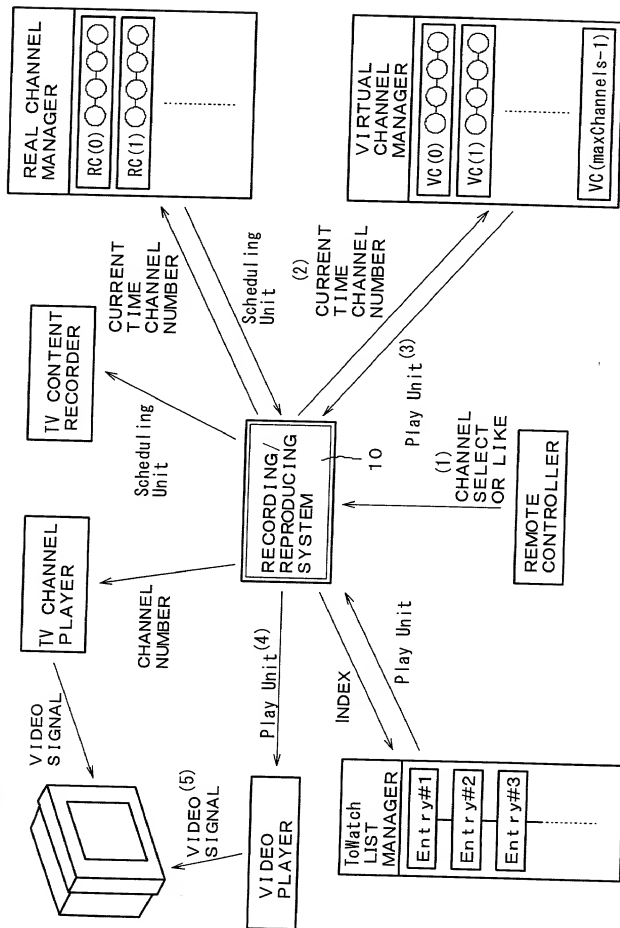 VIDEO
SIGNAL
TV CHANNEL
PLAYER
TV CONTENT
RECORDER
REAL CHANNEL
MANAGER
RC(0)
RC(1)
CHANNEL
NUMBER
Scheduling
Unit
CURRENT
TIME
CHANNEL
NUMBER
Scheduling
Unit
VIDEO (5)
SIGNAL
VIDEO
PLAYER
Play Unit (4)
RECORDING/
REPRODUCING
SYSTEM
10
(2)
CURRENT
TIME
CHANNEL
NUMBER
Play Unit (3)
VIRTUAL
CHANNEL
MANAGER
VC(0)
VC(1)
VC(maxChannels-1)
ToWatch
LIST
MANAGER
Entry#1
Entry#2
Entry#3
INDEX
Play Unit
(1)
CHANNEL
SELECT
OR LIKE
REMOTE
CONTROLLER